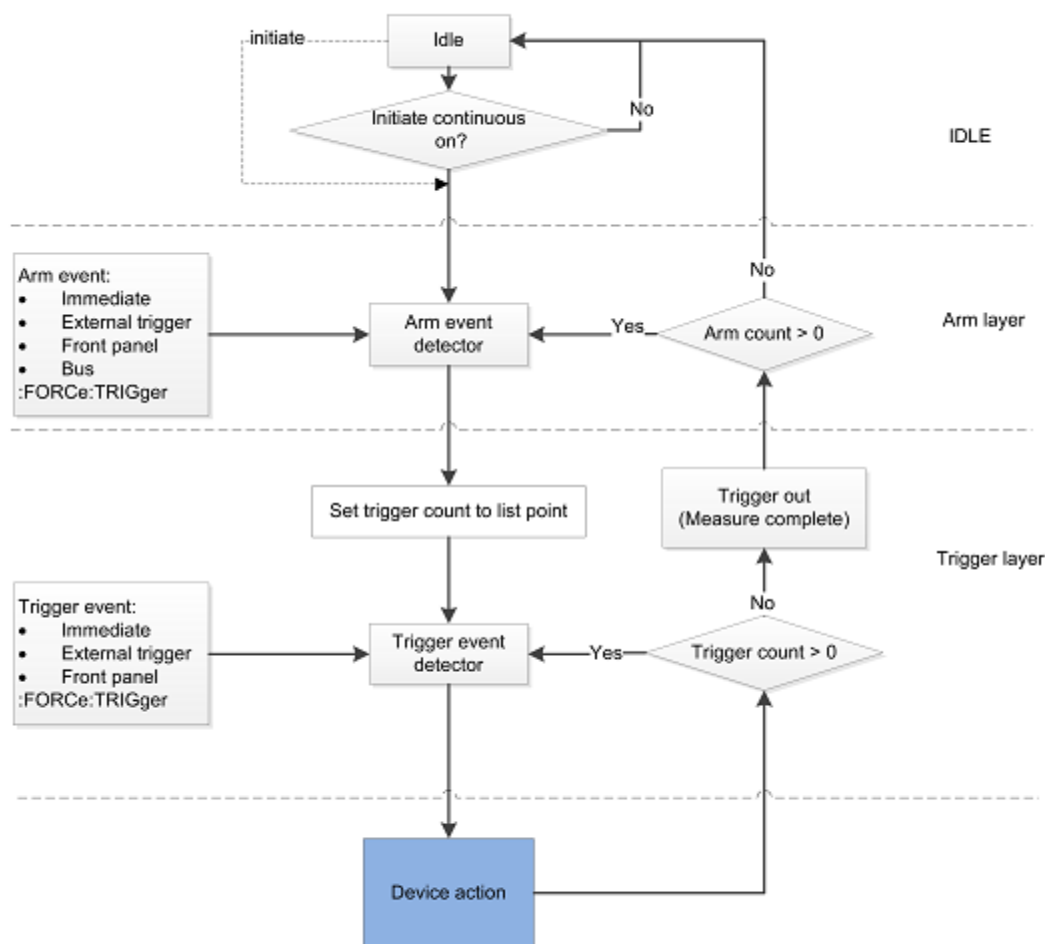 initiate
Idle
No
Initiate continuous
on?
IDLE
Arm event:
• Immediate
• External trigger
• Front panel
• Bus
:FORCe:TRIGger
Arm event
detector
Yes
No
Arm count > 0
Arm layer
Set trigger count to list point
Trigger out
(Measure complete)
Trigger layer
Trigger event:
• Immediate
• External trigger
• Front panel
:FORCe:TRIGger
Trigger event
detector
Yes
No
Trigger count > 0
Device action